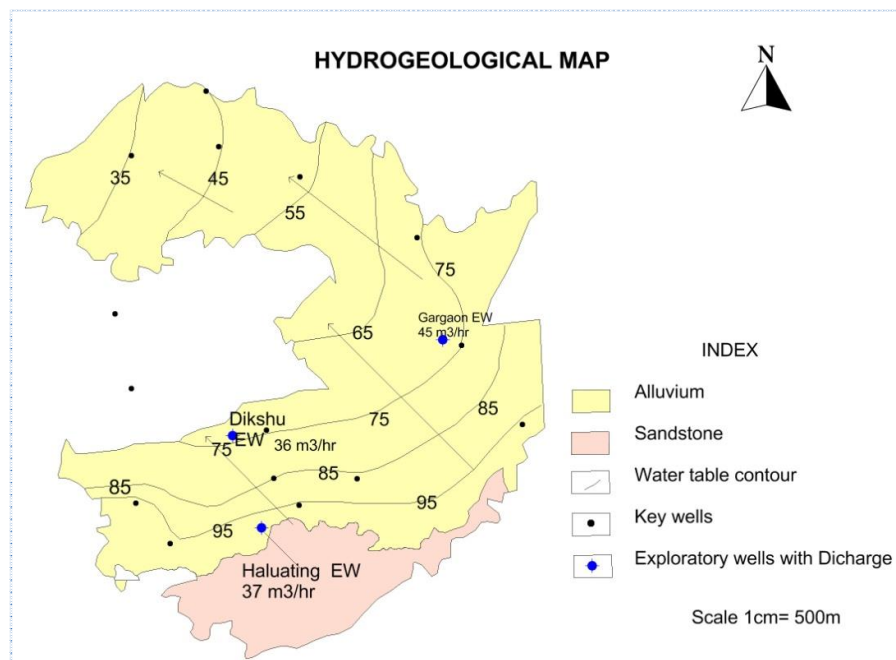 HYDROGEOLOGICAL MAP
N
35
45
55
75
65
Gargaon EW
45 m3/hr
75
85
Dikshu
EW
75
36 m3/hr
85
85
95
95
Haluating EW
37 m3/hr
INDEX
Alluvium
Sandstone
Water table contour
Key wells
Exploratory wells with Dicharge
Scale 1cm= 500m